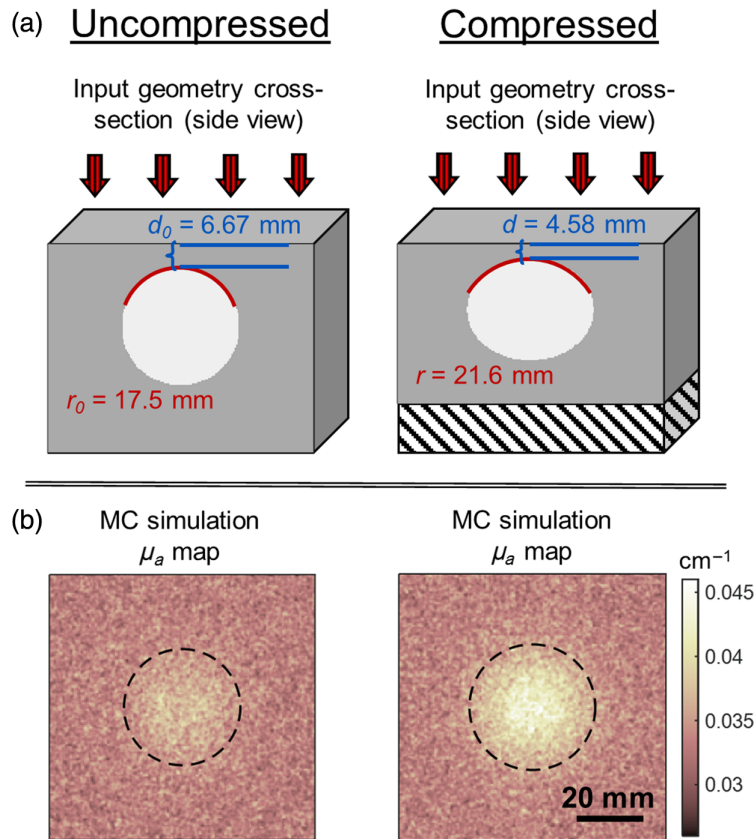 (a)
Uncompressed
Compressed
Input geometry cross-
section (side view)
Input geometry cross-
section (side view)
d0 = 6.67 mm
d = 4.58 mm
r0 = 17.5 mm
r = 21.6 mm
(b)
MC simulation
μa map
MC simulation
μa map
cm⁻¹
0.045
0.04
0.035
0.03
20 mm